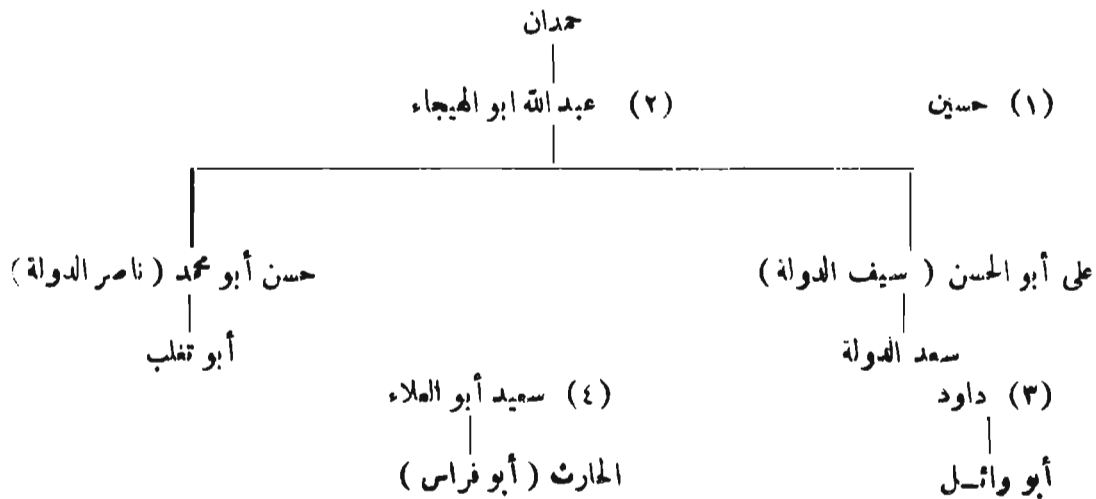 حمدان
(١) حسين (٢) عبد الله ابو الهيجاء
على أبو الحسن ( سيف الدولة ) حسن أبو محمد ( ناصر الدولة )
سعد الدولة أبو تغلب
(٣) داود (٤) سعيد أبو العلاء
أبو وائـل الحارث ( أبو فراس )